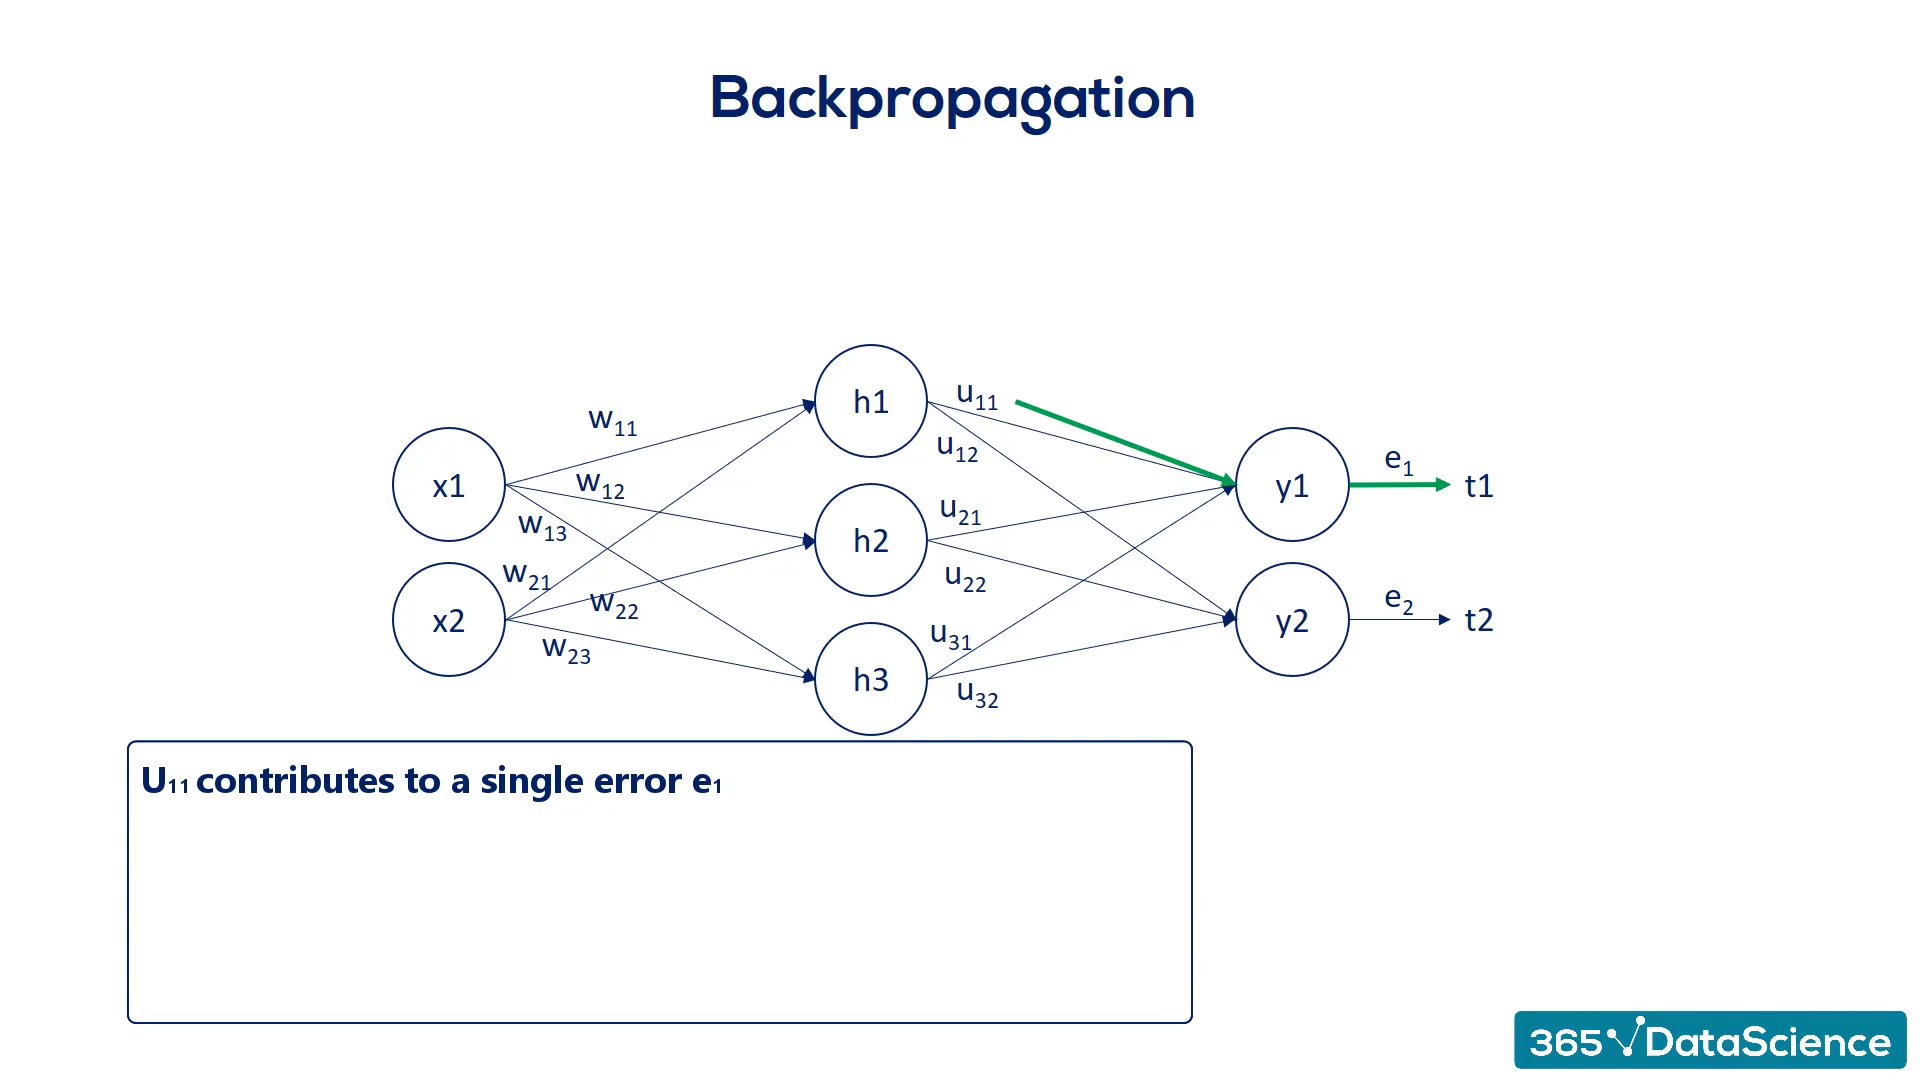 Backpropagation
w₁₁
w₁₂
w₁₃
w₂₁
w₂₂
w₂₃
x1
x2
h1
h2
h3
u₁₁
u₁₂
u₂₁
u₂₂
u₃₁
u₃₂
y1
y2
e₁
t1
e₂
t2
U₁₁ contributes to a single error e₁
365 DataScience